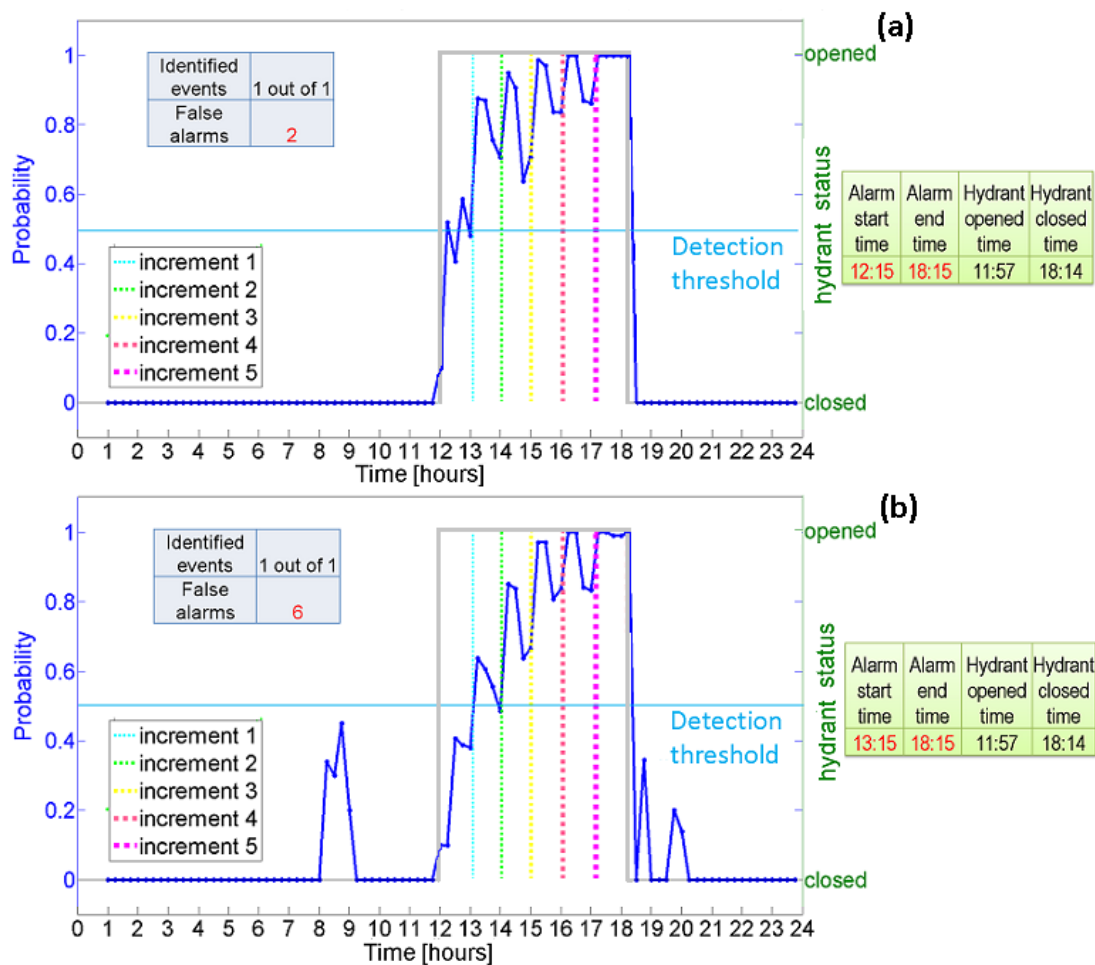 (a)
opened
1
0.8
0.6
0.4
0.2
0
Probability
Identified
events
1 out of 1
False
alarms
2
Detection
threshold
increment 1
increment 2
increment 3
increment 4
increment 5
hydrant status
closed
0 1 2 3 4 5 6 7 8 9 10 11 12 13 14 15 16 17 18 19 20 21 22 23 24
Time [hours]
Alarm start time
Alarm end time
Hydrant opened time
Hydrant closed time
12:15 18:15 11:57 18:14
(b)
opened
1
0.8
0.6
0.4
0.2
0
Probability
Identified
events
1 out of 1
False
alarms
6
Detection
threshold
increment 1
increment 2
increment 3
increment 4
increment 5
hydrant status
closed
0 1 2 3 4 5 6 7 8 9 10 11 12 13 14 15 16 17 18 19 20 21 22 23 24
Time [hours]
Alarm start time
Alarm end time
Hydrant opened time
Hydrant closed time
13:15 18:15 11:57 18:14